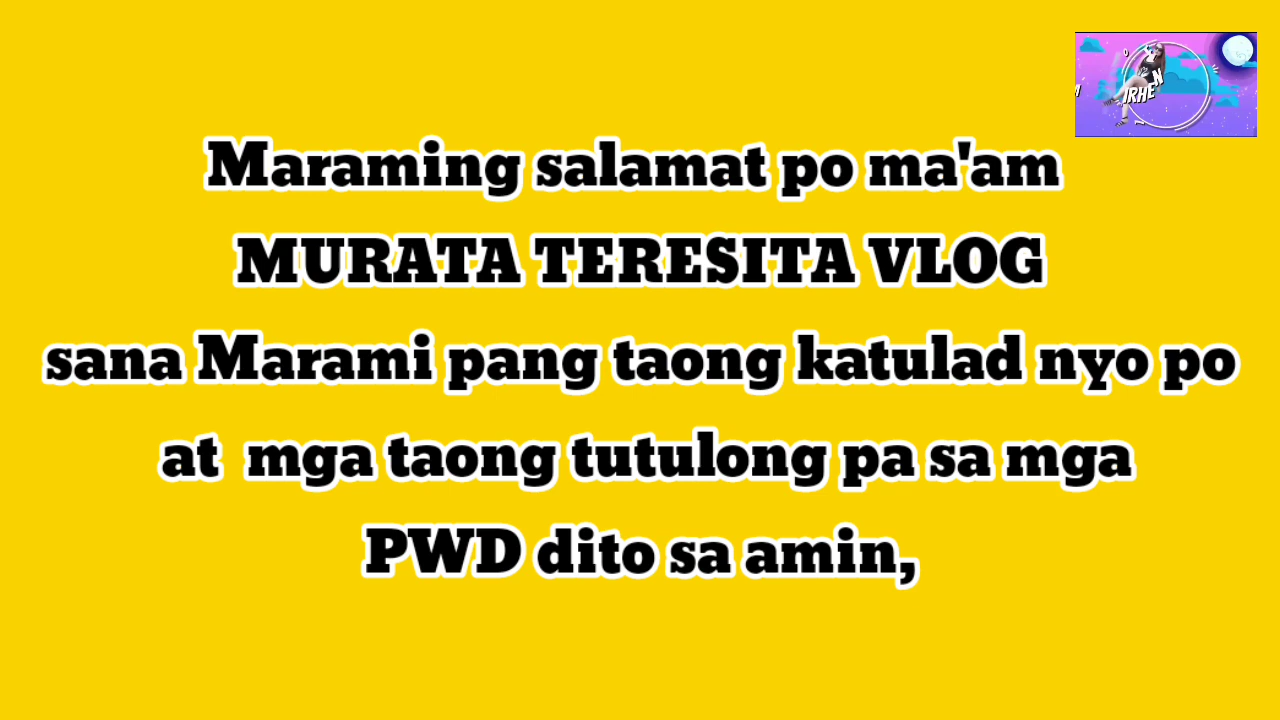 IRHEN
Maraming salamat po ma'am
MURATA TERESITA VLOG
sana Marami pang taong katulad nyo po
at mga taong tutulong pa sa mga
PWD dito sa amin,